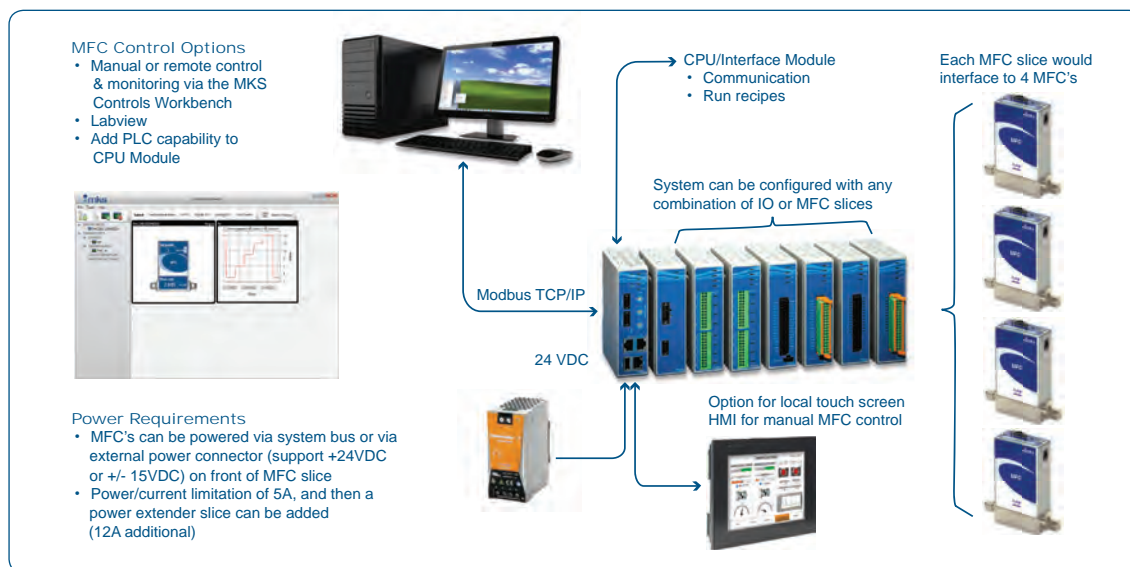 MFC Control Options
• Manual or remote control
& monitoring via the MKS
Controls Workbench
• Labview
• Add PLC capability to
CPU Module
CPU/Interface Module
• Communication
• Run recipes
Each MFC slice would
interface to 4 MFC's
System can be configured with any
combination of IO or MFC slices
mks
Modbus TCP/IP
24 VDC
Option for local touch screen
HMI for manual MFC control
Power Requirements
• MFC's can be powered via system bus or via
external power connector (support +24VDC
or +/- 15VDC) on front of MFC slice
• Power/current limitation of 5A, and then a
power extender slice can be added
(12A additional)
MFC
MFC
MFC
MFC